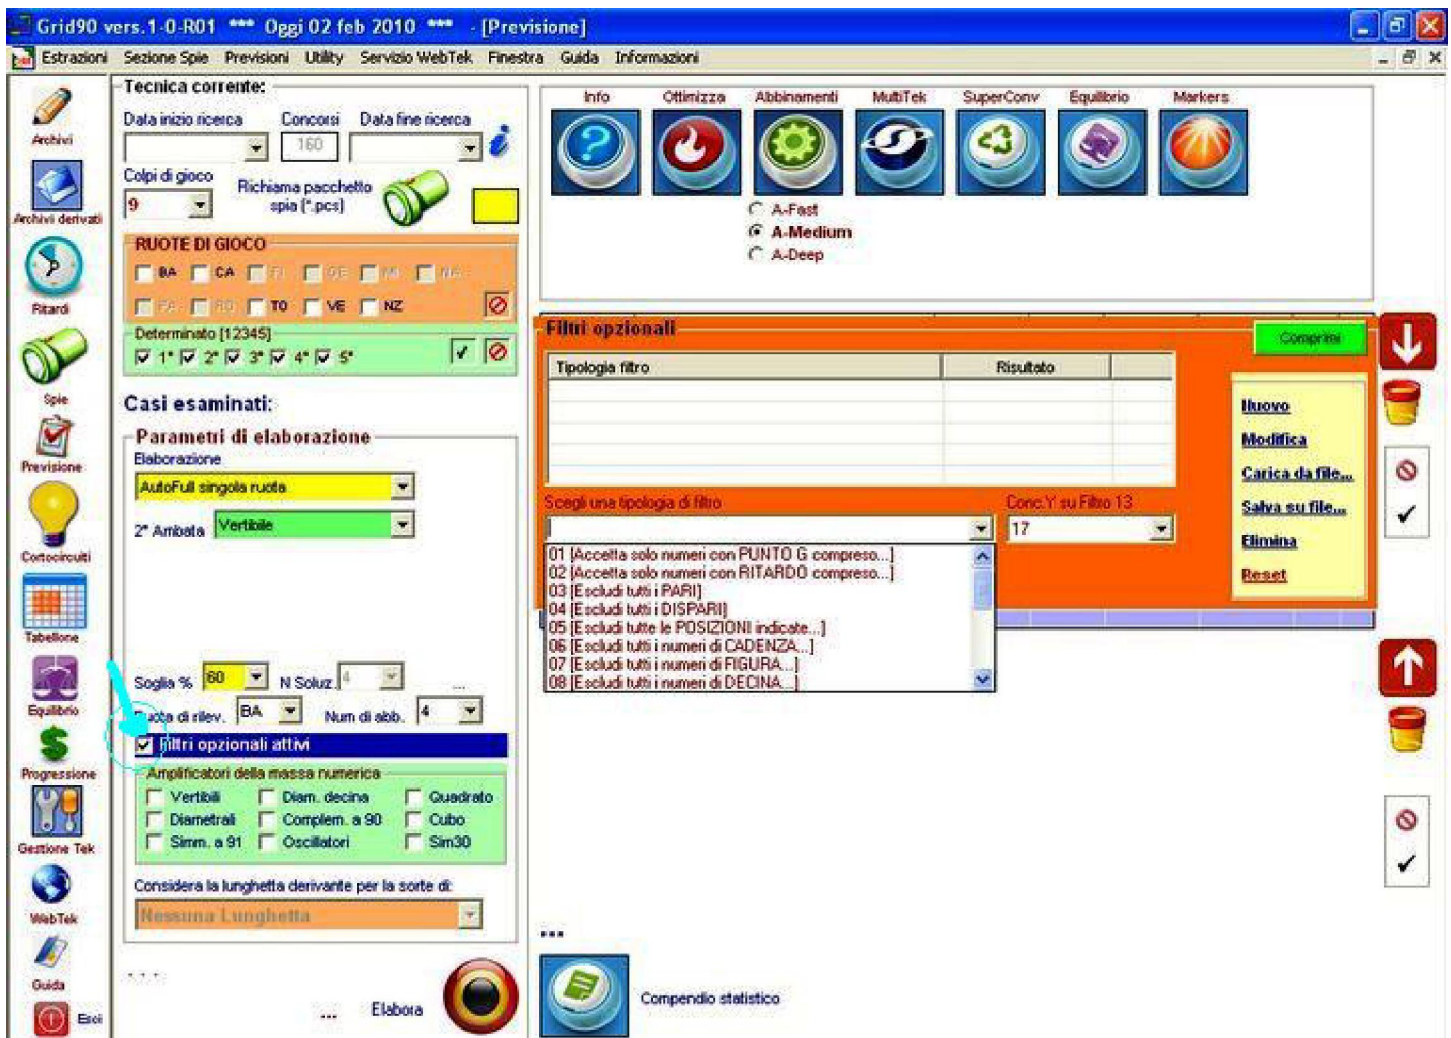 Grid90 vers.1-0-R01 *** Oggi 02 feb 2010 *** - [Previsione]
Estrazioni Sezione Spie Previsioni Utility Servizio WebTek Finestra Guida Informazioni
Archivi
Archivi derivati
Ritardi
Spie
Previsione
Cortocircuiti
Tabellone
Equilibrio
Progressione
Gestione Tek
WebTek
Guida
Esci
Tecnica corrente:
Data inizio ricerca Concorsi Data fine ricerca
160
Colpi di gioco
9
Richiama pacchetto
spia (*.pcs)
RUOTE DI GIOCO
BA CA FI GE MI NA
PA RO TO VE NZ
Determinato [12345]
1° 2° 3° 4° 5°
Casi esaminati:
Parametri di elaborazione
Elaborazione
AutoFull singola ruota
2° Ambata Vertibile
Soglia % 60 N Soluz. 4 ...
Ruota di rilev. BA Num di abb. 4
Filtri opzionali attivi
Amplificatori della massa numerica
Vertibili Diam. decina Quadrato
Diametrali Complem. a 90 Cubo
Simm. a 91 Oscillatori Sim30
Considera la lunghetta derivante per la sorte di:
Nessuna Lunghetta
. . .
... Elabora
Info Ottimizza Abbinamenti MultiTek SuperConv Equilibrio Markers
A-Fast
A-Medium
A-Deep
Filtri opzionali
Comprimi
Tipologia filtro Risultato
Nuovo
Modifica
Carica da file...
Salva su file...
Elimina
Reset
Scegli una tipologia di filtro Conc.Y su Filtro 13
17
01 [Accetta solo numeri con PUNTO G compreso...]
02 [Accetta solo numeri con RITARDO compreso...]
03 [Escludi tutti i PARI]
04 [Escludi tutti i DISPARI]
05 [Escludi tutte le POSIZIONI indicate...]
06 [Escludi tutti i numeri di CADENZA...]
07 [Escludi tutti i numeri di FIGURA...]
08 [Escludi tutti i numeri di DECINA...]
...
Compendio statistico